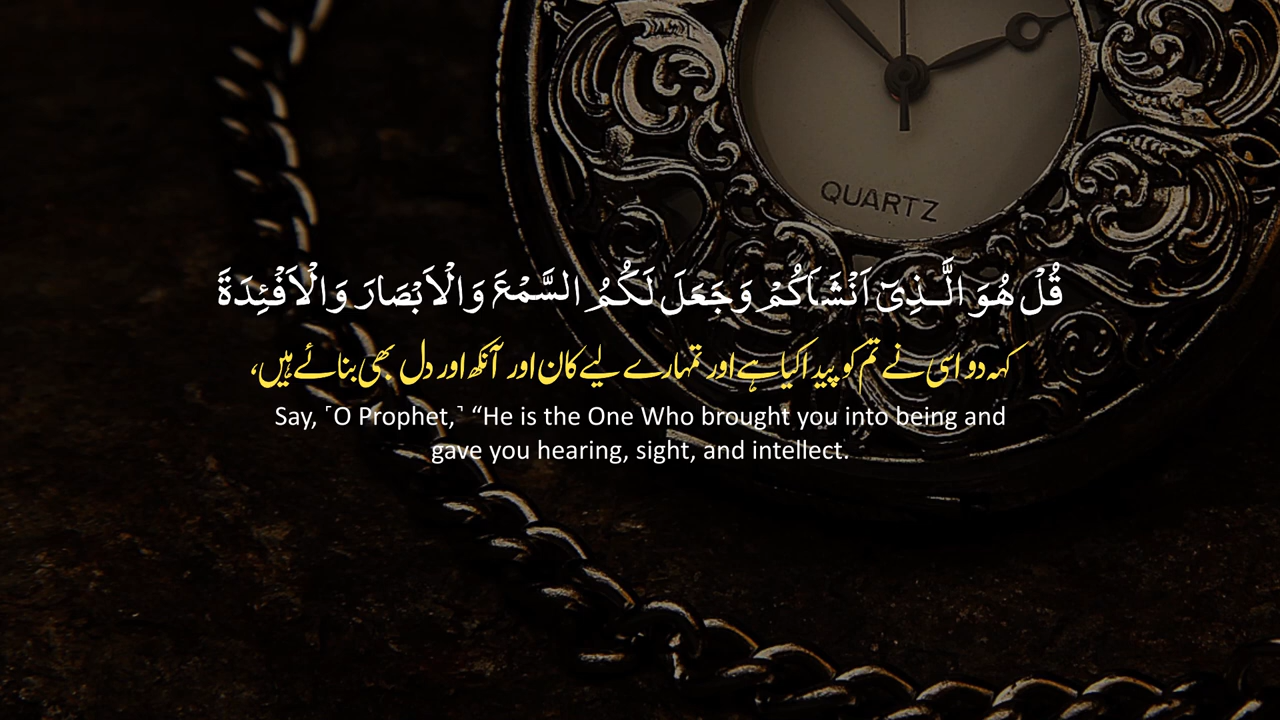 QUARTZ
قُلْ هُوَ الَّذِیْۤ اَنْشَاَكُمْ وَ جَعَلَ لَكُمُ السَّمْعَ وَ الْاَبْصَارَ وَ الْاَفْئِدَةَ
کہہ دو اسی نے تم کو پیدا کیا ہے اور تمہارے لیے کان اور آنکھ اور دل بھی بنائے ہیں،
Say, ˹O Prophet,˺ “He is the One Who brought you into being and
gave you hearing, sight, and intellect.